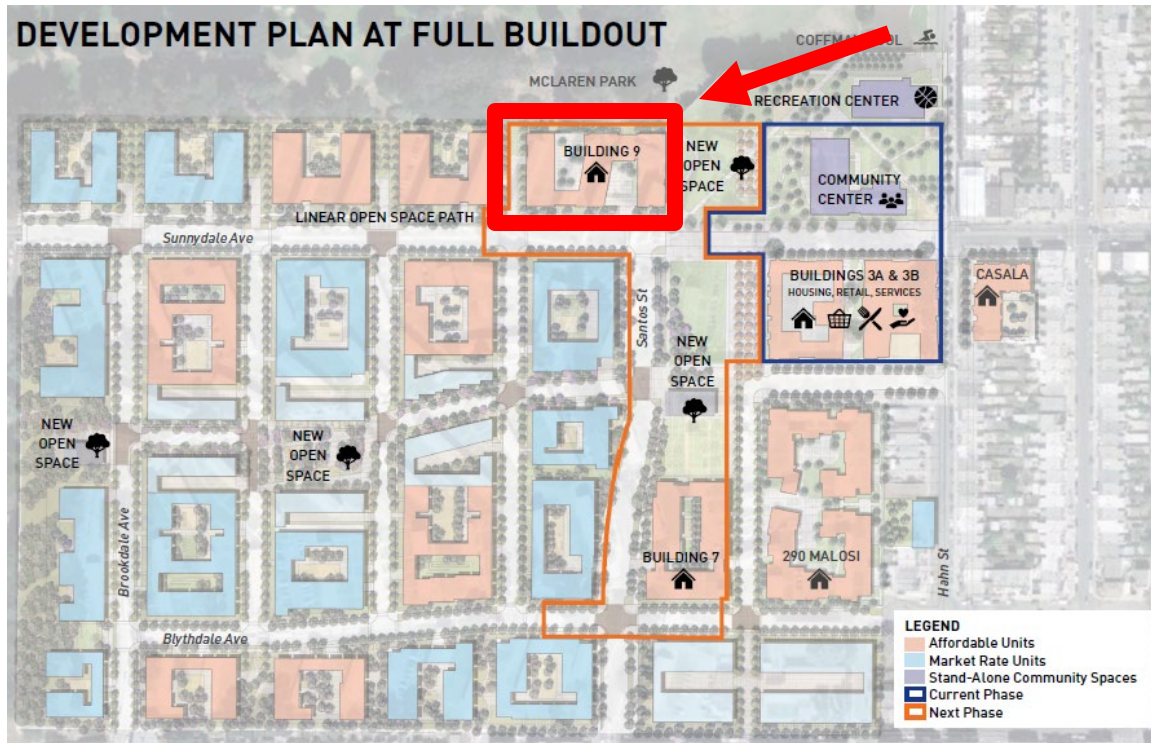 DEVELOPMENT PLAN AT FULL BUILDOUT
MCLAREN PARK
RECREATION CENTER
BUILDING 9
NEW
OPEN
SPACE
COMMUNITY
CENTER
LINEAR OPEN SPACE PATH
Sunnydale Ave
BUILDINGS 3A & 3B
HOUSING, RETAIL, SERVICES
CASALA
Santos St
NEW
OPEN
SPACE
NEW
OPEN
SPACE
NEW
OPEN
SPACE
BUILDING 7
290 MALOSI
Brookdale Ave
Hahn St
Blythdale Ave
LEGEND
Affordable Units
Market Rate Units
Stand-Alone Community Spaces
Current Phase
Next Phase